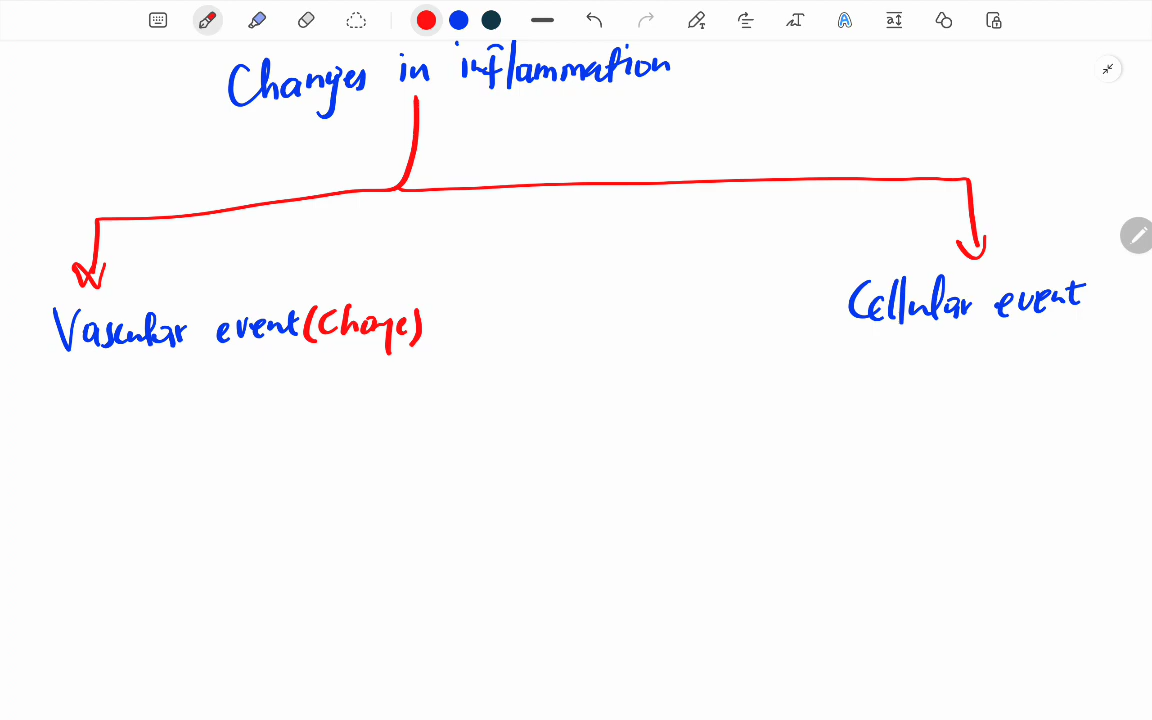 Changes in inflammation
Vascular event (Change)
Cellular event